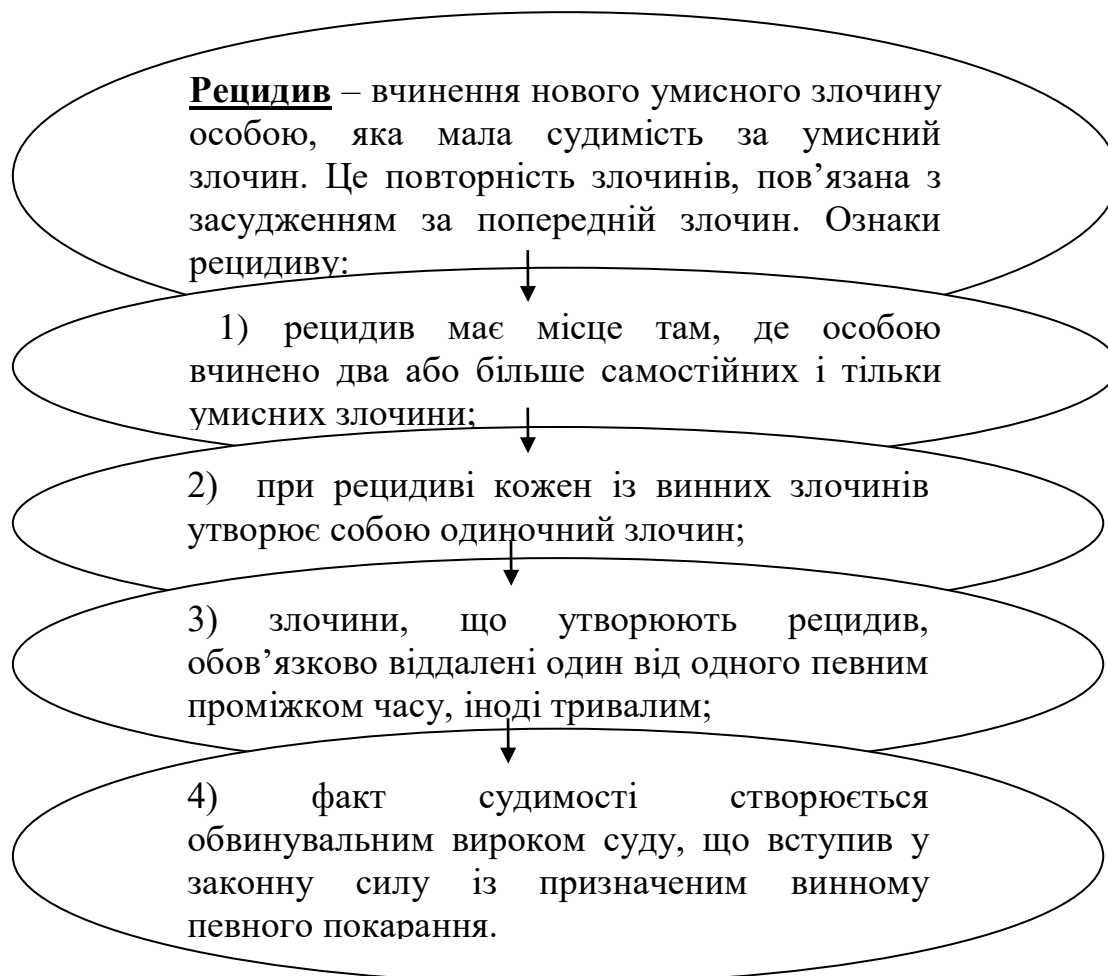 Рецидив – вчинення нового умисного злочину
особою, яка мала судимість за умисний
злочин. Це повторність злочинів, пов’язана з
засудженням за попередній злочин. Ознаки
рецидиву:
1) рецидив має місце там, де особою
вчинено два або більше самостійних і тільки
умисних злочини;
2) при рецидиві кожен із винних злочинів
утворює собою одиночний злочин;
3) злочини, що утворюють рецидив,
обов’язково віддалені один від одного певним
проміжком часу, іноді тривалим;
4) факт судимості створюється
обвинувальним вироком суду, що вступив у
законну силу із призначеним винному
певного покарання.